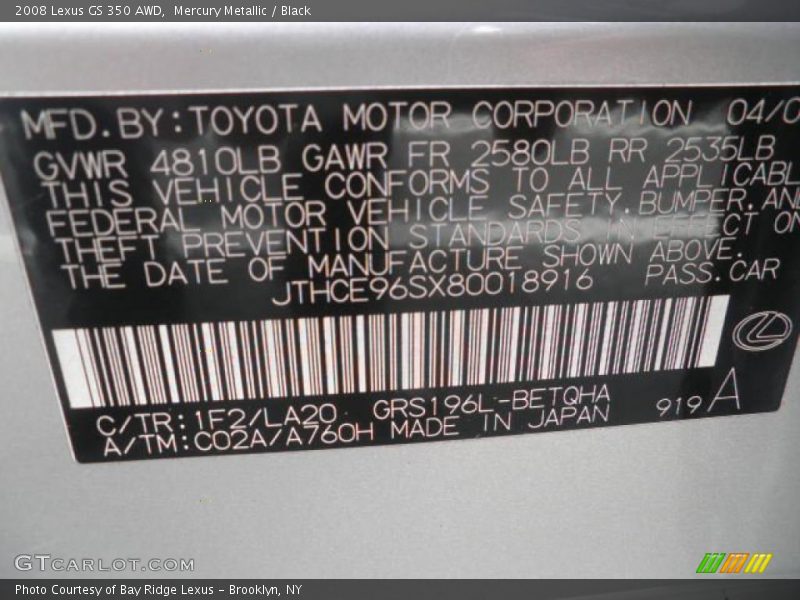 2008 Lexus GS 350 AWD, Mercury Metallic / Black
MFD.BY:TOYOTA MOTOR CORPORATION 04/0
GVWR 4810LB GAWR FR 2580LB RR 2535LB
THIS VEHICLE CONFORMS TO ALL APPLICABL
FEDERAL MOTOR VEHICLE SAFETY,BUMPER,AND
THEFT PREVENTION STANDARDS IN EFFECT ON
THE DATE OF MANUFACTURE SHOWN ABOVE.
JTHCE96SX80018916 PASS.CAR
C/TR:1F2/LA20 GRS196L-BETQHA
A/TM:C02A/A760H MADE IN JAPAN 919 A
GTCARLOT.COM
Photo Courtesy of Bay Ridge Lexus - Brooklyn, NY